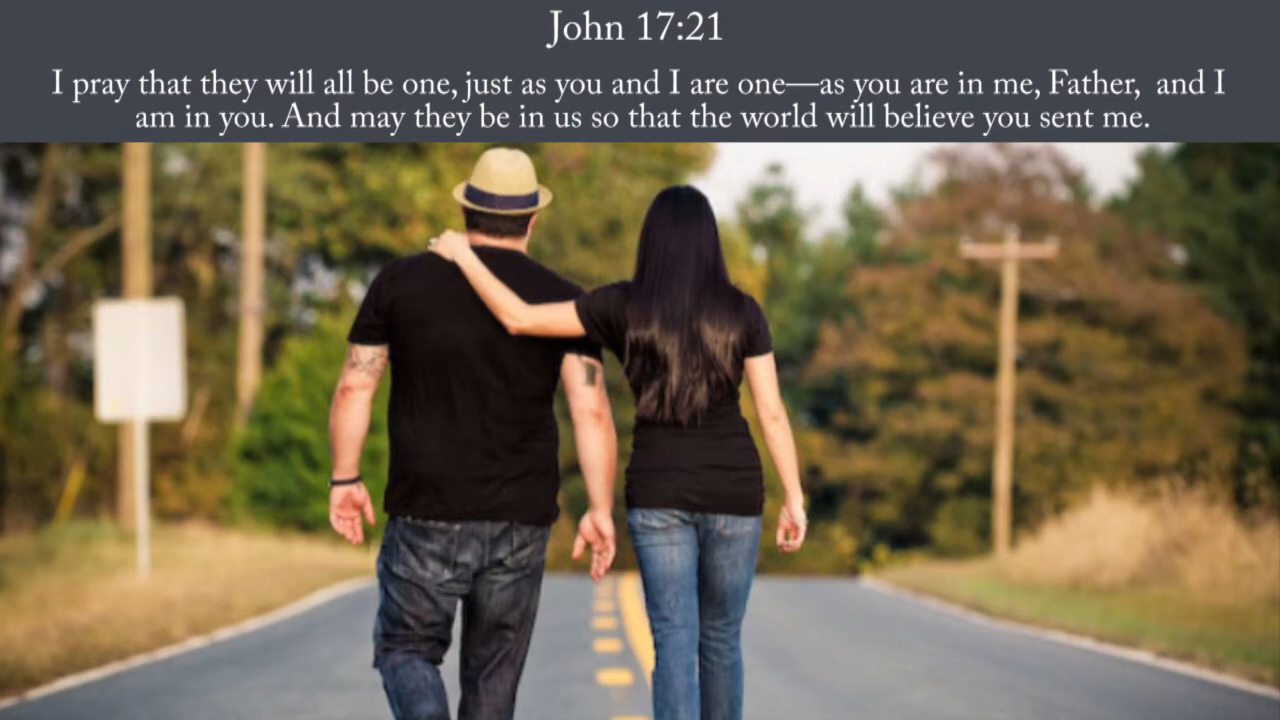 John 17:21
I pray that they will all be one, just as you and I are one—as you are in me, Father, and I
am in you. And may they be in us so that the world will believe you sent me.